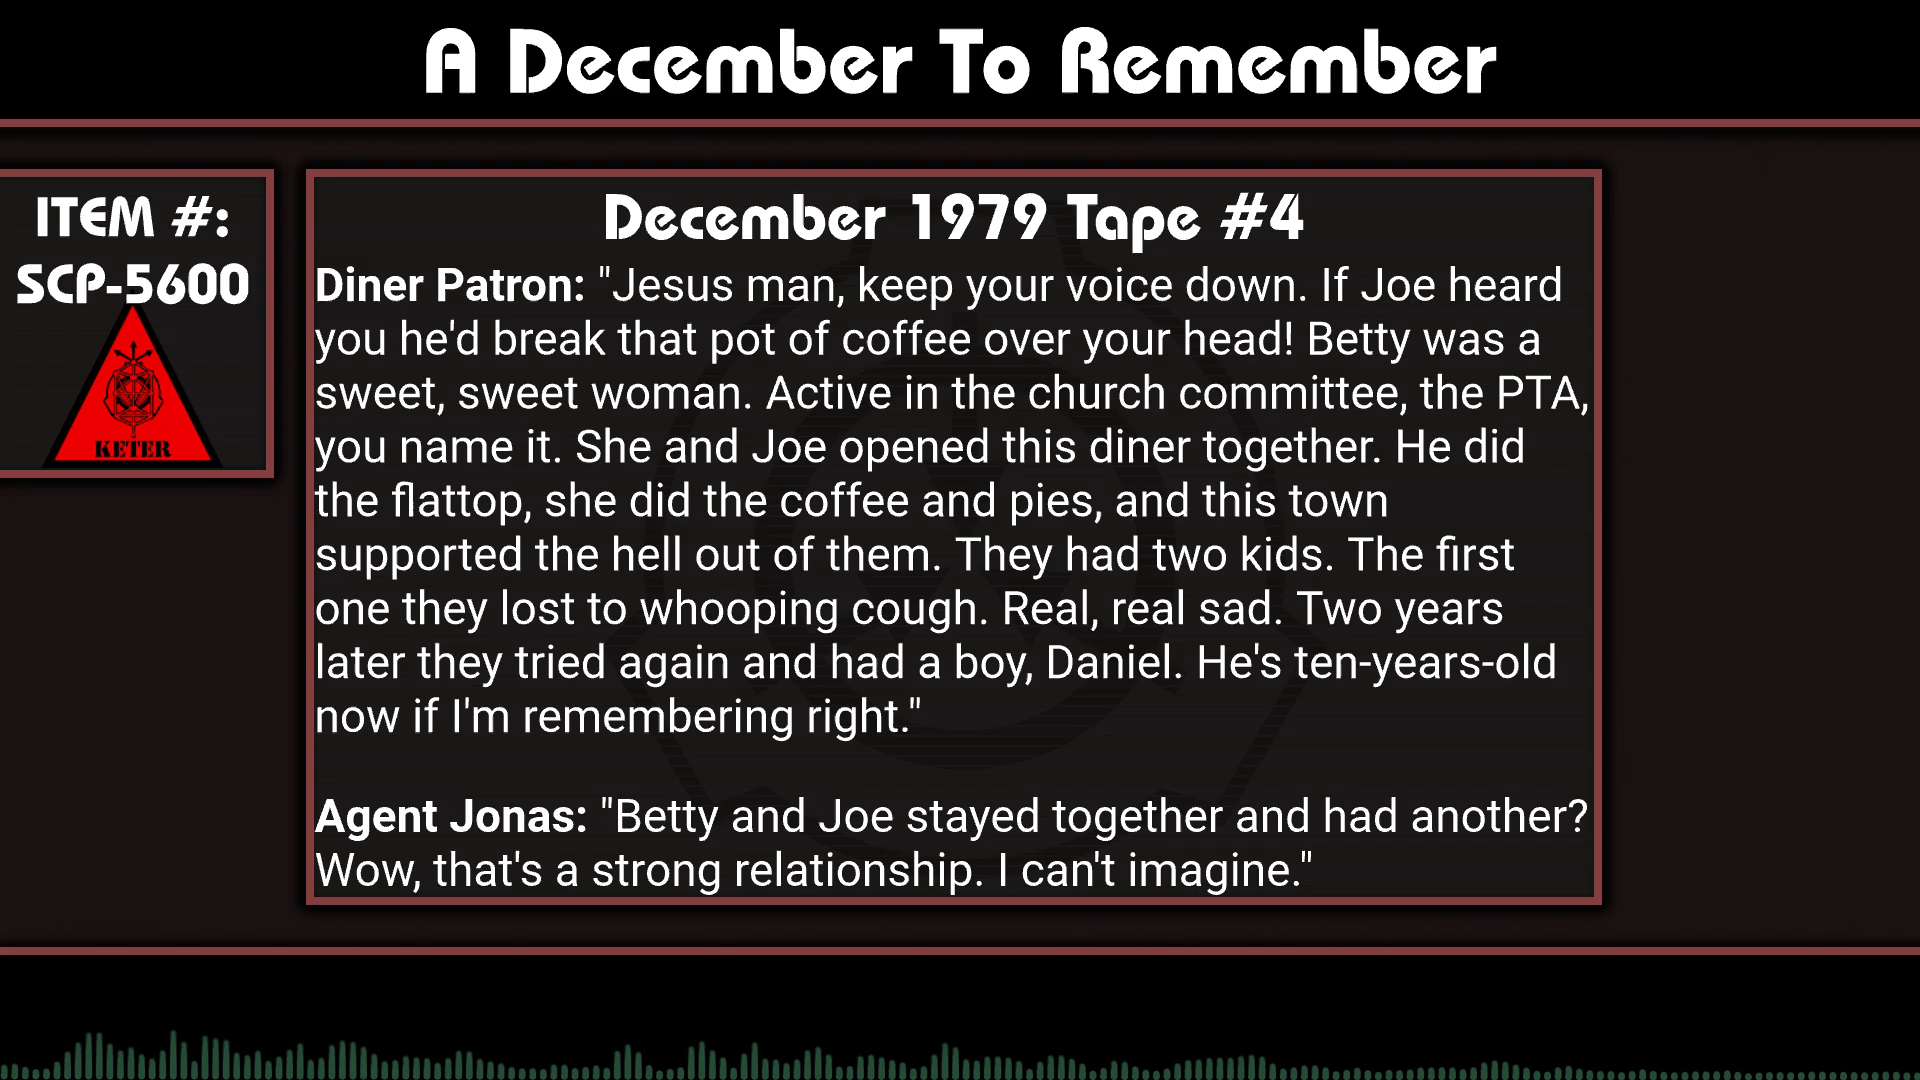 A December To Remember
ITEM #:
SCP-5600
KETER
December 1979 Tape #4
Diner Patron: "Jesus man, keep your voice down. If Joe heard
you he'd break that pot of coffee over your head! Betty was a
sweet, sweet woman. Active in the church committee, the PTA,
you name it. She and Joe opened this diner together. He did
the flattop, she did the coffee and pies, and this town
supported the hell out of them. They had two kids. The first
one they lost to whooping cough. Real, real sad. Two years
later they tried again and had a boy, Daniel. He's ten-years-old
now if I'm remembering right."
Agent Jonas: "Betty and Joe stayed together and had another?
Wow, that's a strong relationship. I can't imagine."